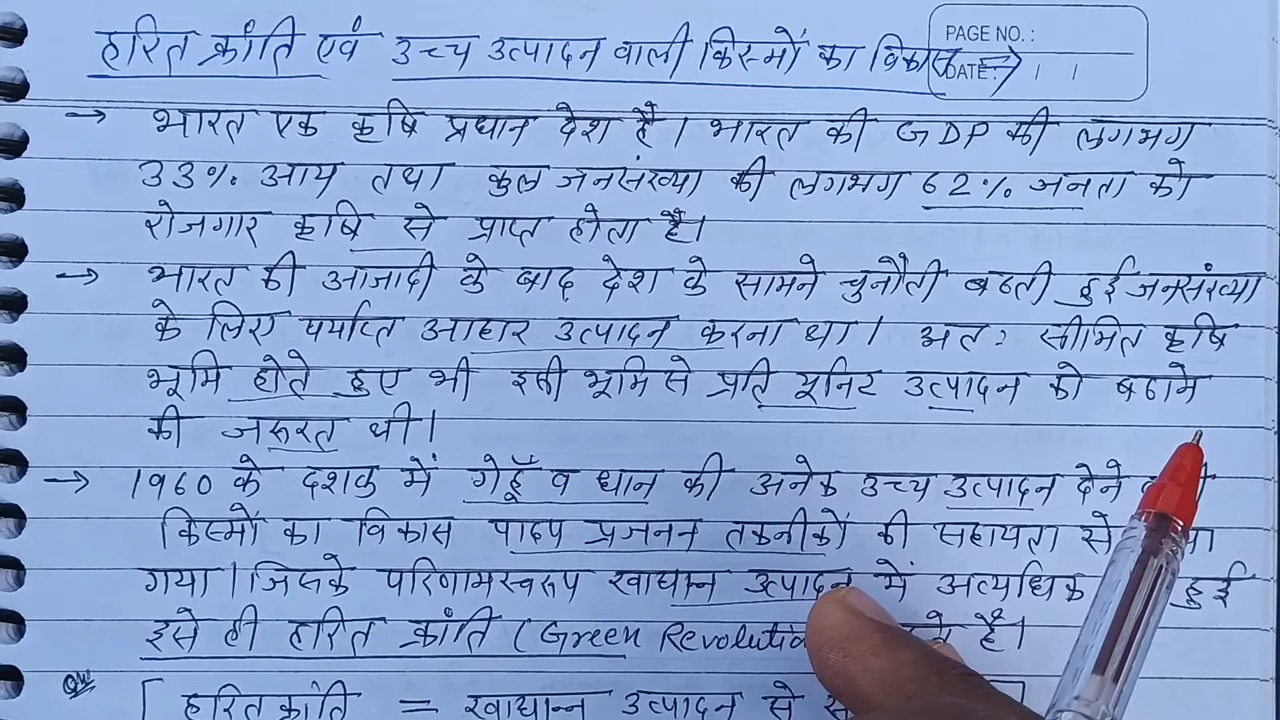 PAGE NO. :
DATE : / /
हरित क्रांति एवं उच्च उत्पादन वाली किस्मों का विकास ⇒
→ भारत एक कृषि प्रधान देश है। भारत की GDP की लगभग
33% आय तथा कुल जनसंख्या की लगभग 62% जनता को
रोजगार कृषि से प्राप्त होता है।
→ भारत की आजादी के बाद देश के सामने चुनौती बढती हुई जनसंख्या
के लिए पर्याप्त आहार उत्पादन करना था। अतः सीमित कृषि
भूमि होते हुए भी इसी भूमि से प्रति यूनिट उत्पादन को बढाने
की जरूरत थी।
→ 1960 के दशक में गेहूँ व धान की अनेक उच्च उत्पादन देने
किस्मों का विकास पादप प्रजनन तकनीकों की सहायता से
गया। जिसके परिणामस्वरूप खाद्यान्न उत्पादन में अत्यधिक हुई
इसे ही हरित क्रांति (Green Revolution है।
[ हरित क्रांति = खाद्यान्न उत्पादन से ]